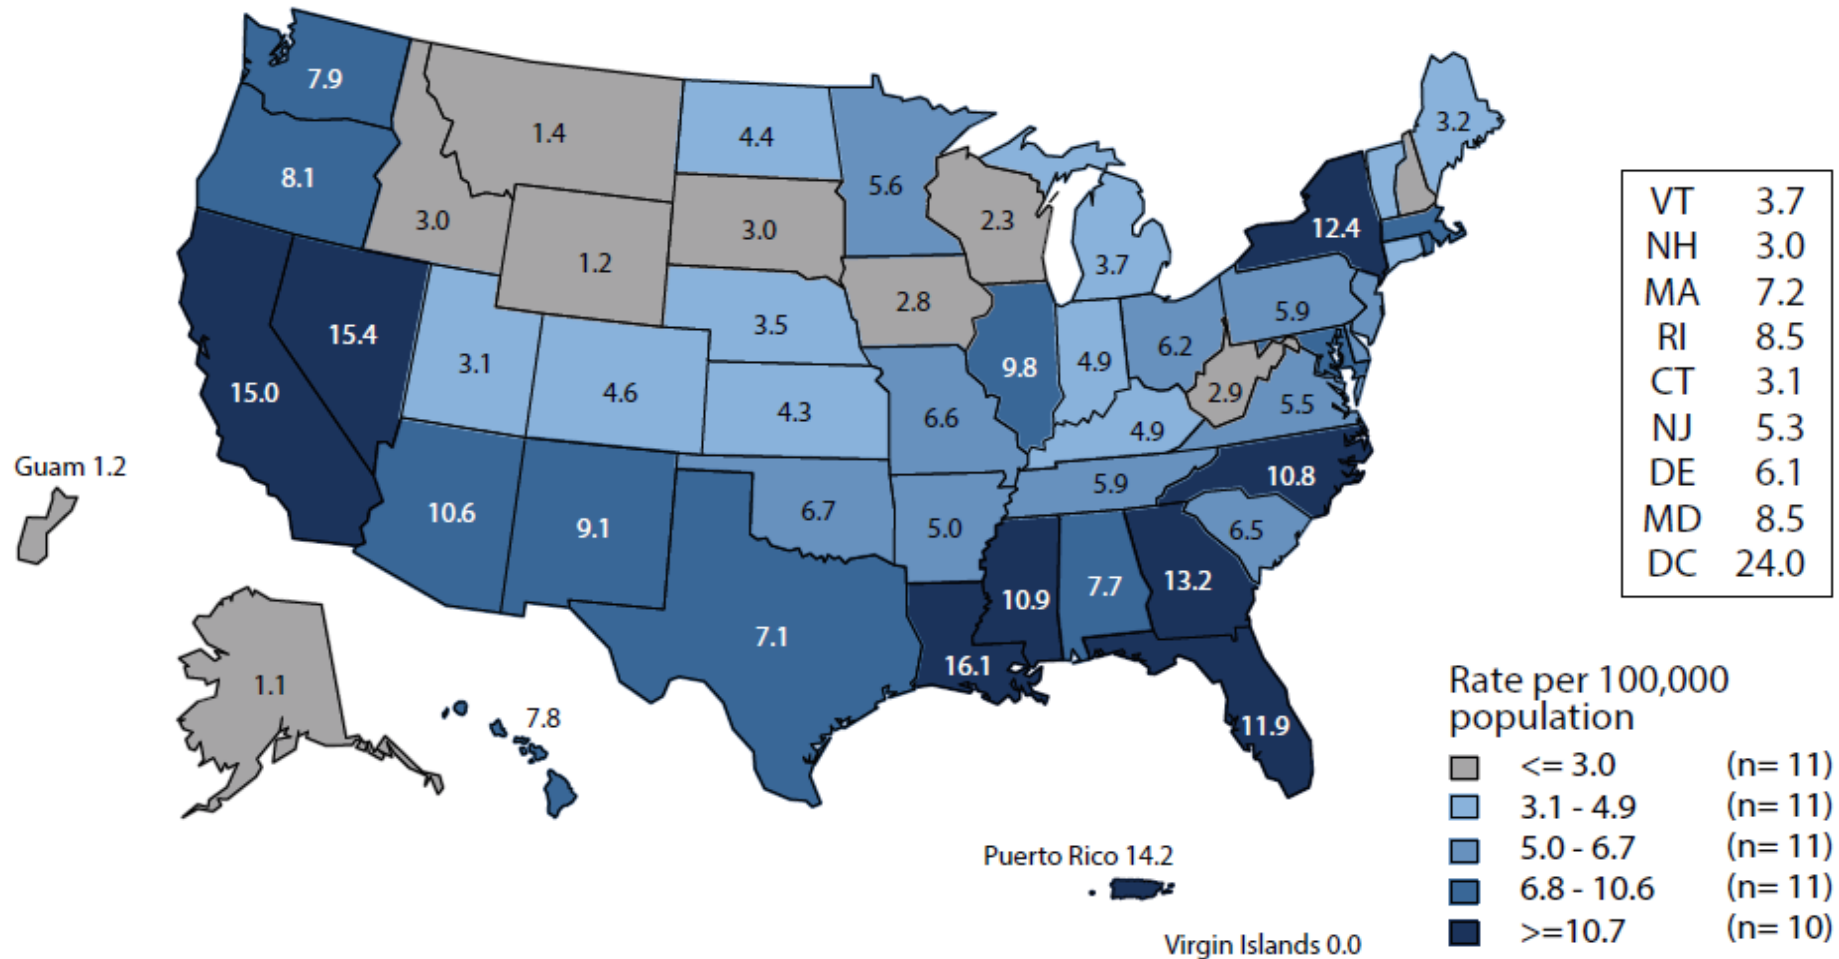 7.9
1.4
4.4
3.2
8.1
3.0
5.6
2.3
12.4
3.0
1.2
3.7
2.8
5.9
15.4
3.5
6.2
3.1
9.8
4.9
15.0
4.6
4.3
6.6
2.9
5.5
4.9
10.8
10.6
9.1
6.7
5.0
5.9
6.5
13.2
7.7
10.9
7.1
16.1
11.9
Guam 1.2
1.1
7.8
Puerto Rico 14.2
Virgin Islands 0.0
VT 3.7
NH 3.0
MA 7.2
RI 8.5
CT 3.1
NJ 5.3
DE 6.1
MD 8.5
DC 24.0
Rate per 100,000
population
<= 3.0 (n= 11)
3.1 - 4.9 (n= 11)
5.0 - 6.7 (n= 11)
6.8 - 10.6 (n= 11)
>=10.7 (n= 10)